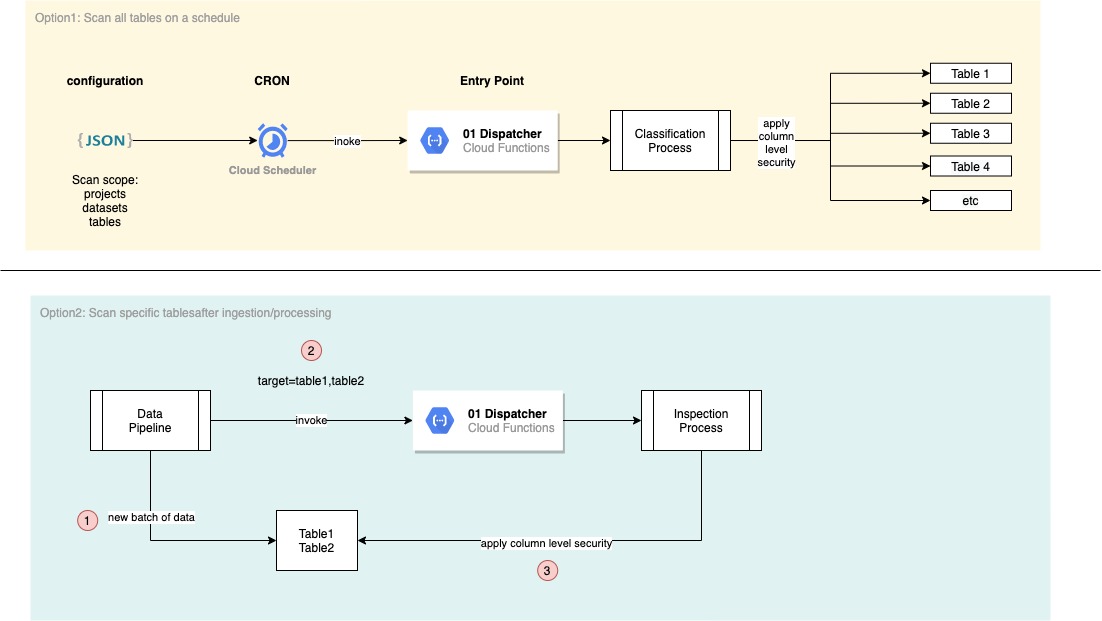 Option1: Scan all tables on a schedule
configuration
CRON
Entry Point
{JSON}
Cloud Scheduler
inoke
01 Dispatcher
Cloud Functions
Classification
Process
apply
column
level
security
Table 1
Table 2
Table 3
Table 4
etc
Scan scope:
projects
datasets
tables
Option2: Scan specific tablesafter ingestion/processing
2
target=table1,table2
Data
Pipeline
invoke
01 Dispatcher
Cloud Functions
Inspection
Process
1
new batch of data
Table1
Table2
apply column level security
3